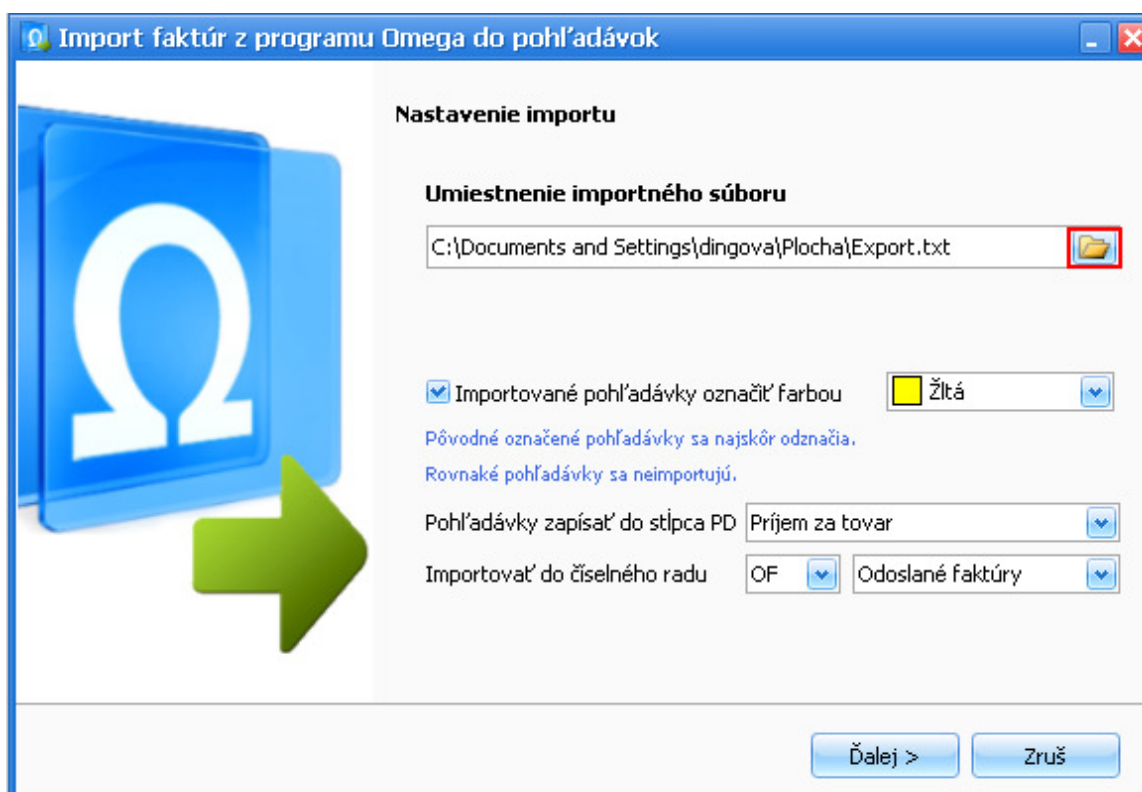 Import faktúr z programu Omega do pohľadávok
Nastavenie importu
Umiestnenie importného súboru
C:\Documents and Settings\dingova\Plocha\Export.txt
Importované pohľadávky označiť farbou Žltá
Pôvodné označené pohľadávky sa najskôr odznačia.
Rovnaké pohľadávky sa neimportujú.
Pohľadávky zapísať do stĺpca PD Príjem za tovar
Importovať do číselného radu OF Odoslané faktúry
Ďalej > Zruš